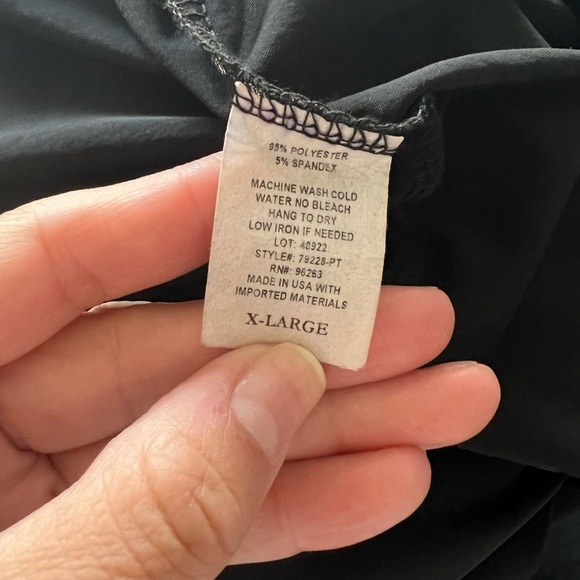 95% POLYESTER
5% SPANDEX
MACHINE WASH COLD
WATER NO BLEACH
HANG TO DRY
LOW IRON IF NEEDED
LOT: 48922
STYLE#: 79228-PT
RN#: 96263
MADE IN USA WITH
IMPORTED MATERIALS
X-LARGE